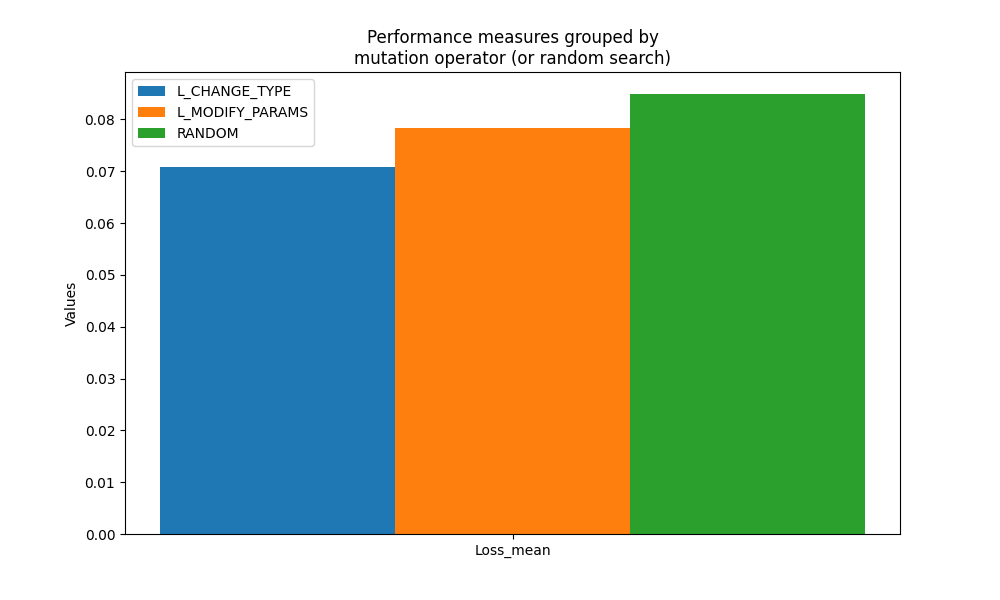 Performance measures grouped by
mutation operator (or random search)
L_CHANGE_TYPE
L_MODIFY_PARAMS
RANDOM
Values
0.08
0.07
0.06
0.05
0.04
0.03
0.02
0.01
0.00
Loss_mean